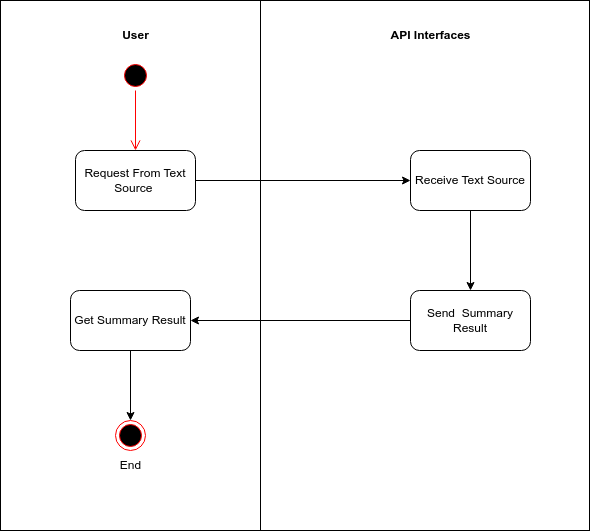 User
API Interfaces
Request From Text
Source
Receive Text Source
Get Summary Result
Send  Summary
Result
End